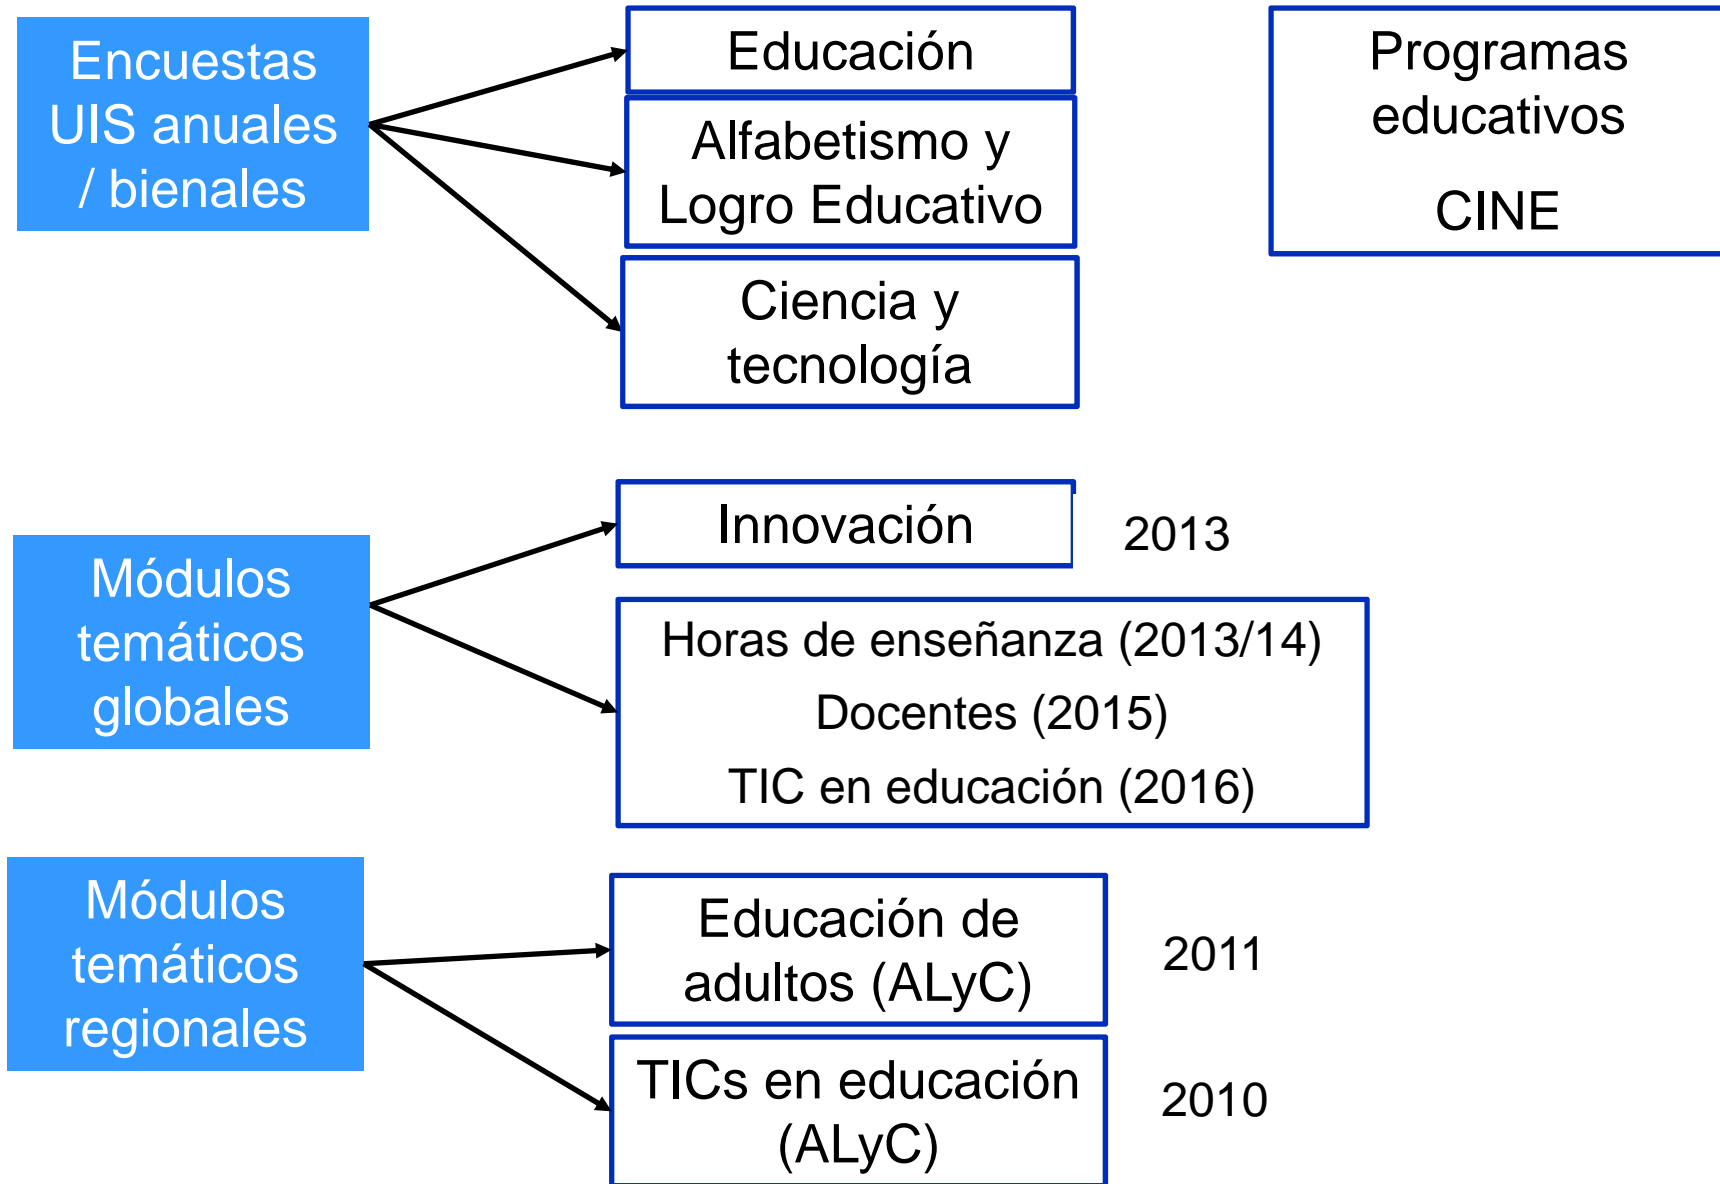 Encuestas
UIS anuales
/ bienales
Educación
Alfabetismo y
Logro Educativo
Ciencia y
tecnología
Programas
educativos
CINE
Módulos
temáticos
globales
Innovación
2013
Horas de enseñanza (2013/14)
Docentes (2015)
TIC en educación (2016)
Módulos
temáticos
regionales
Educación de
adultos (ALyC)
2011
TICs en educación
(ALyC)
2010